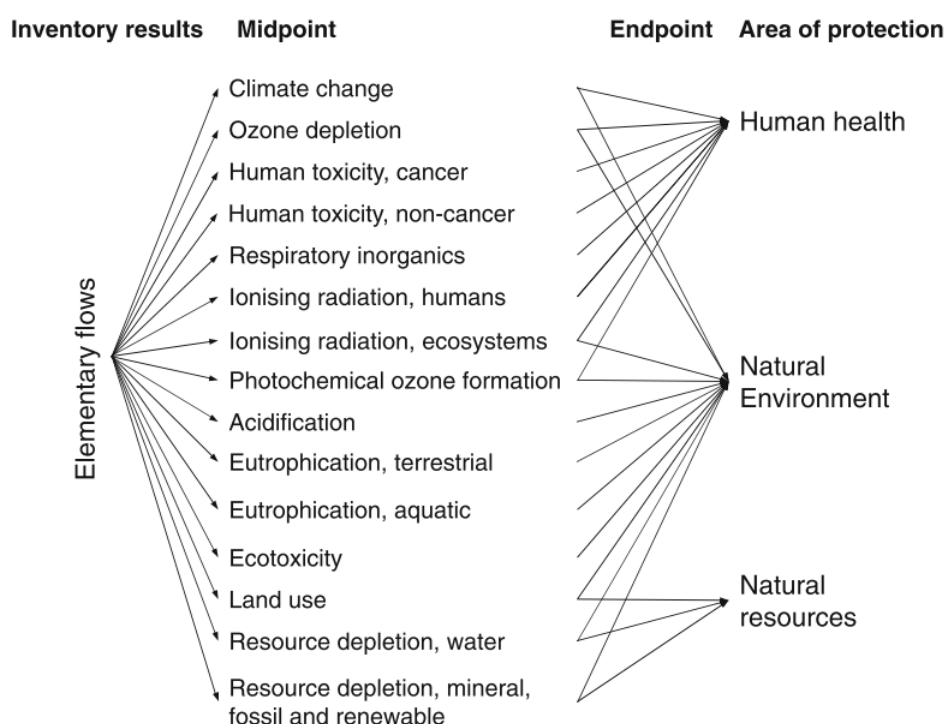 Inventory results Midpoint Endpoint Area of protection
Climate change
Ozone depletion
Human toxicity, cancer
Human toxicity, non-cancer
Respiratory inorganics
Ionising radiation, humans
Ionising radiation, ecosystems
Photochemical ozone formation
Acidification
Eutrophication, terrestrial
Eutrophication, aquatic
Ecotoxicity
Land use
Resource depletion, water
Resource depletion, mineral,
fossil and renewable
Elementary flows
Human health
Natural
Environment
Natural
resources